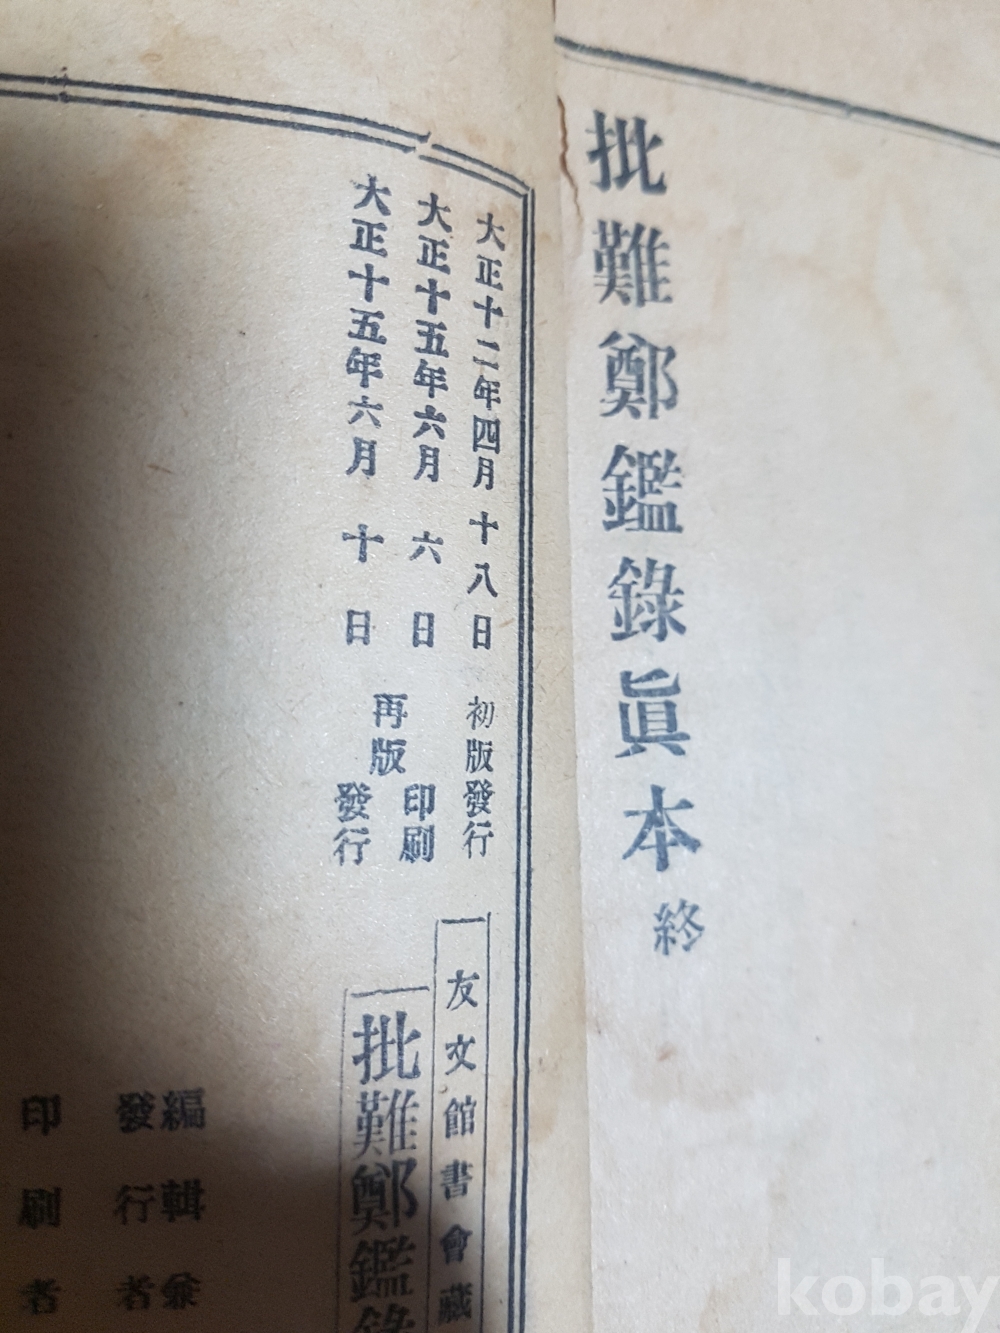 批難鄭鑑錄眞本 終
大正十二年四月十八日 初版發行
大正十五年六月六日 再版 印刷
大正十五年六月十日 發行
友文館書會藏
批難鄭鑑錄
編輯兼
發行者
印刷者
kobay